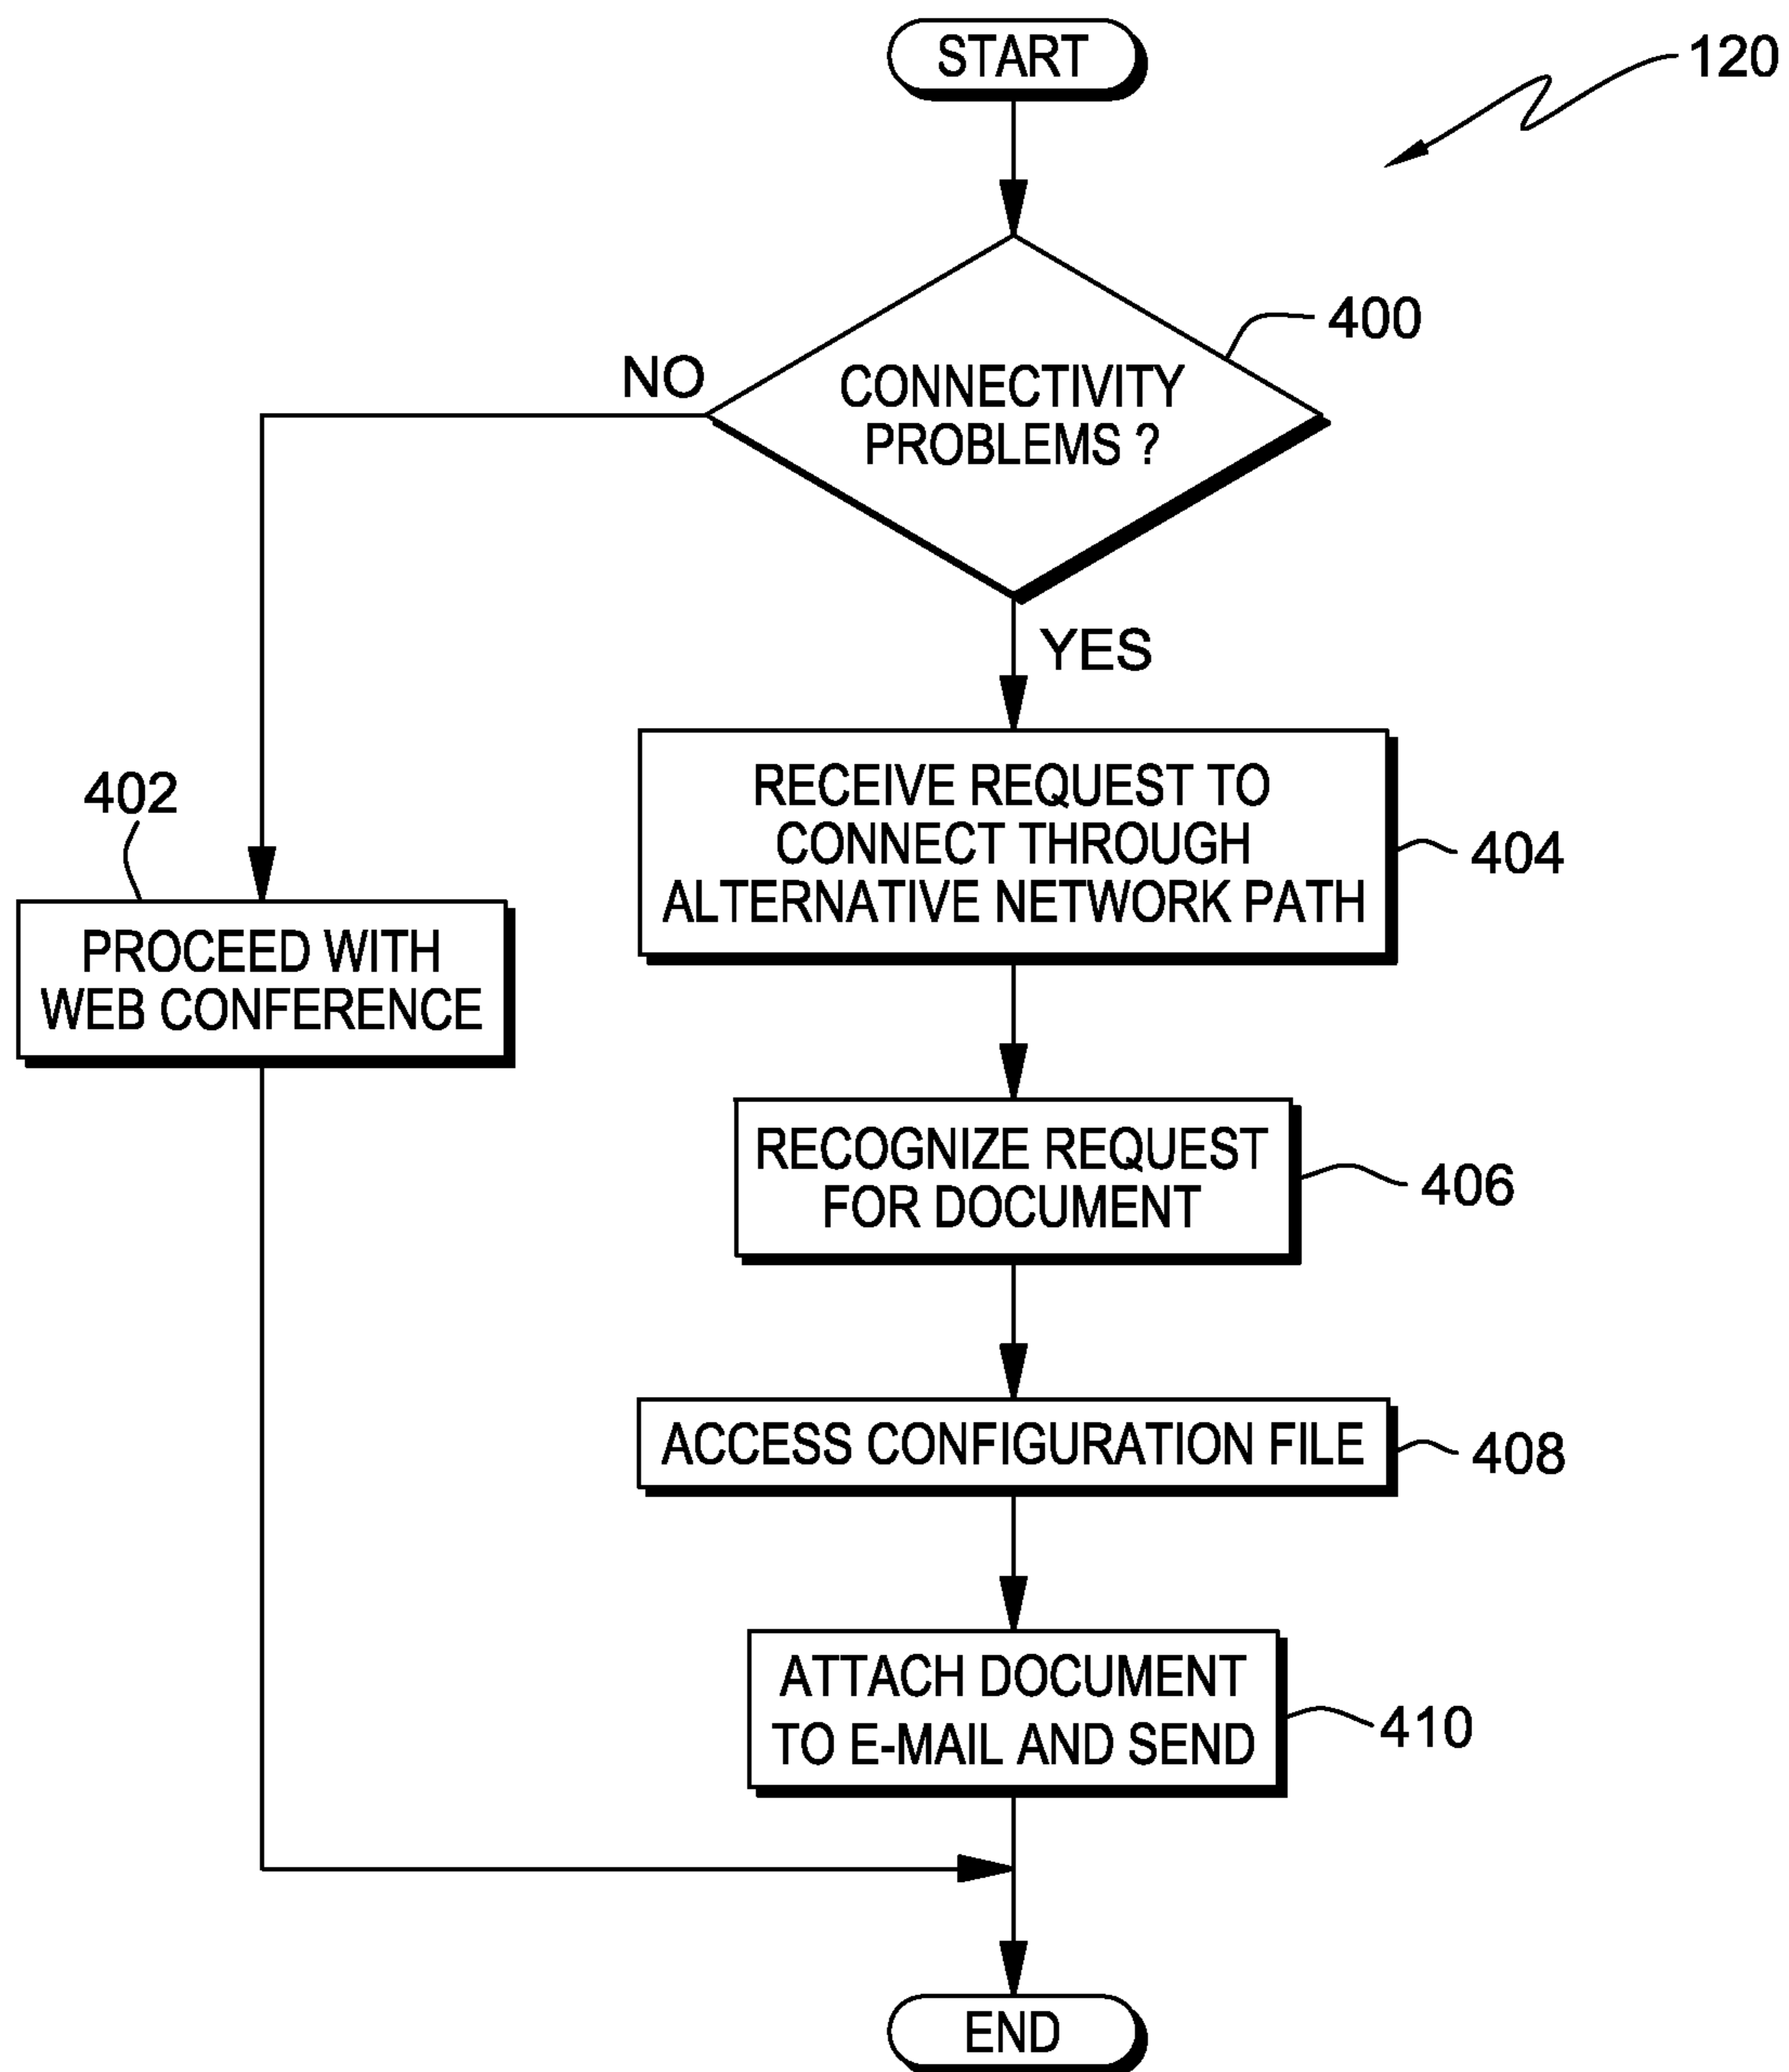 START
120
400
NO
CONNECTIVITY
PROBLEMS ?
YES
402
RECEIVE REQUEST TO
CONNECT THROUGH
ALTERNATIVE NETWORK PATH
404
PROCEED WITH
WEB CONFERENCE
RECOGNIZE REQUEST
FOR DOCUMENT
406
ACCESS CONFIGURATION FILE
408
ATTACH DOCUMENT
TO E-MAIL AND SEND
410
END